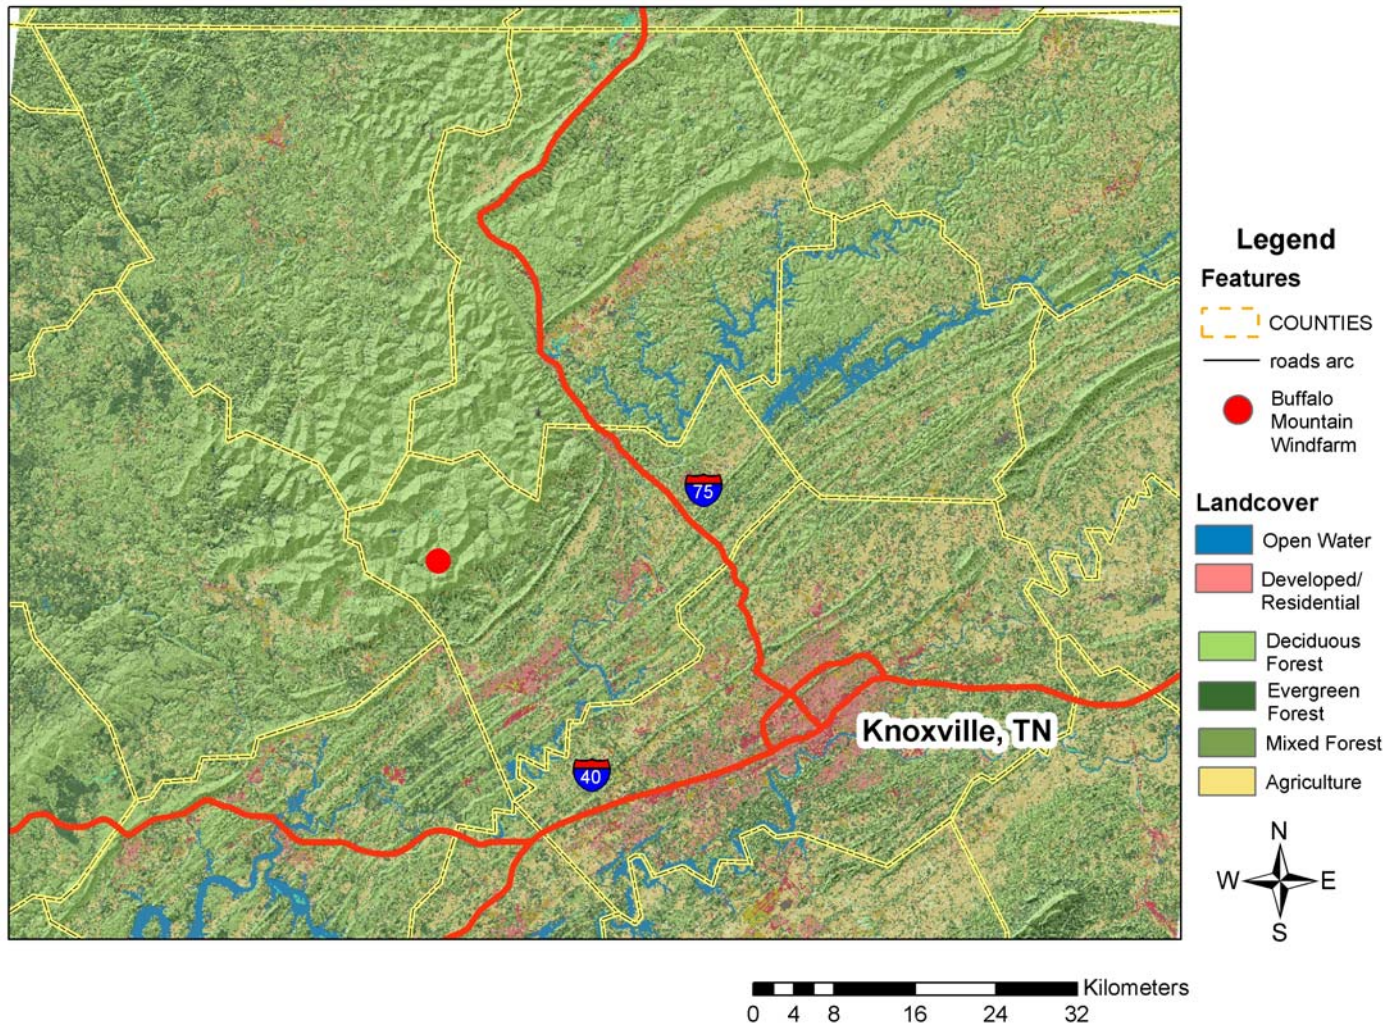 75
40
Knoxville, TN
Legend
Features
COUNTIES
roads arc
Buffalo
Mountain
Windfarm
Landcover
Open Water
Developed/
Residential
Deciduous
Forest
Evergreen
Forest
Mixed Forest
Agriculture
N
W E
S
Kilometers
0 4 8 16 24 32